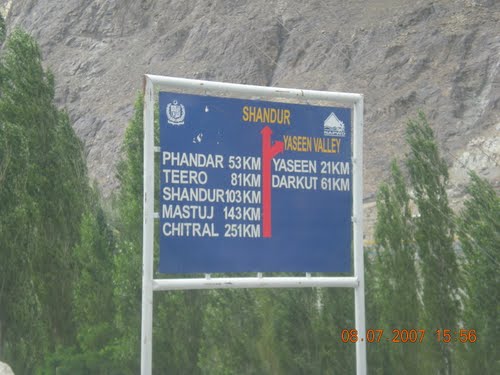 SHANDUR
NAPWD
YASEEN VALLEY
PHANDAR 53KM
TEERO 81KM
SHANDUR 103KM
MASTUJ 143KM
CHITRAL 251KM
YASEEN 21KM
DARKUT 61KM
08.07 2007 15 56